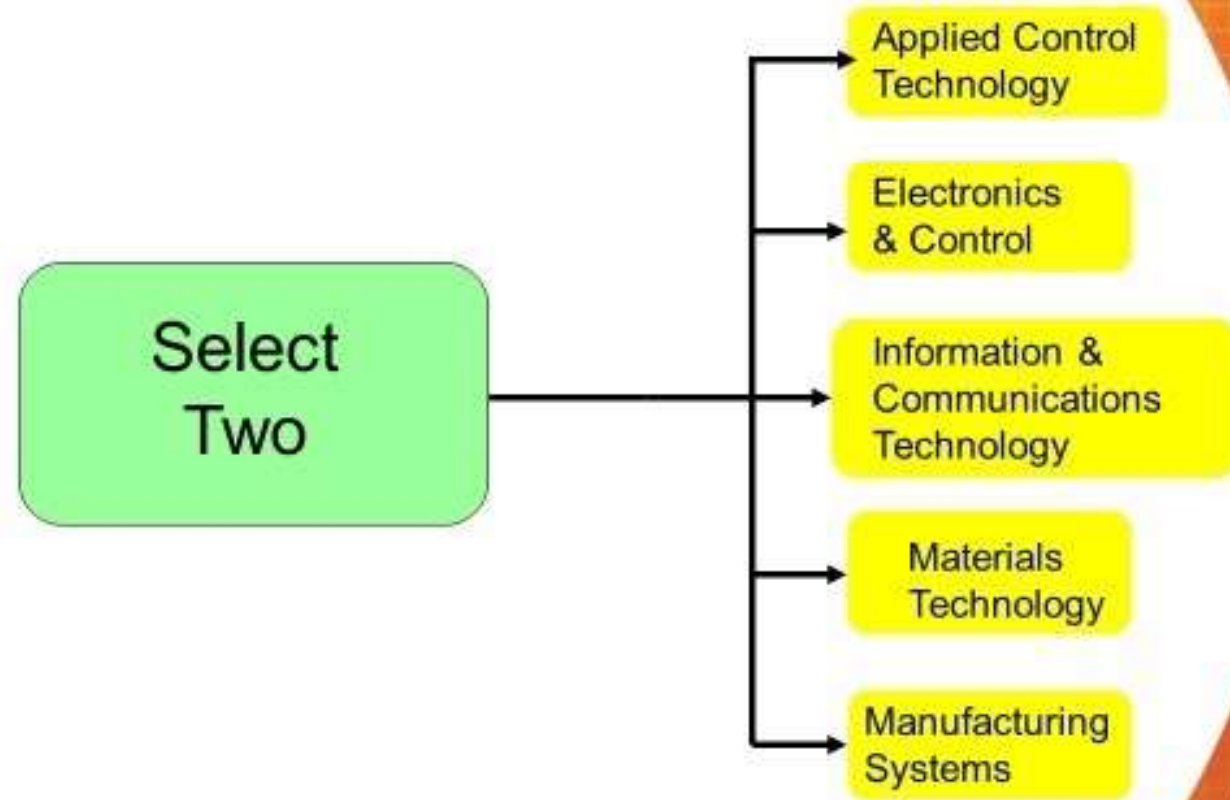 Select
Two
Applied Control
Technology
Electronics
& Control
Information &
Communications
Technology
Materials
Technology
Manufacturing
Systems